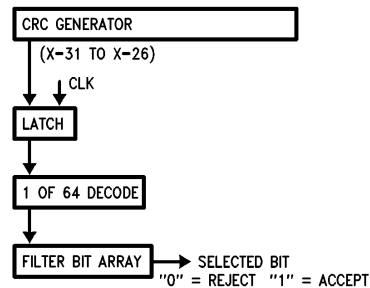 CRC GENERATOR
(X-31 TO X-26)
CLK
LATCH
1 OF 64 DECODE
FILTER BIT ARRAY
SELECTED BIT
"0" = REJECT "1" = ACCEPT